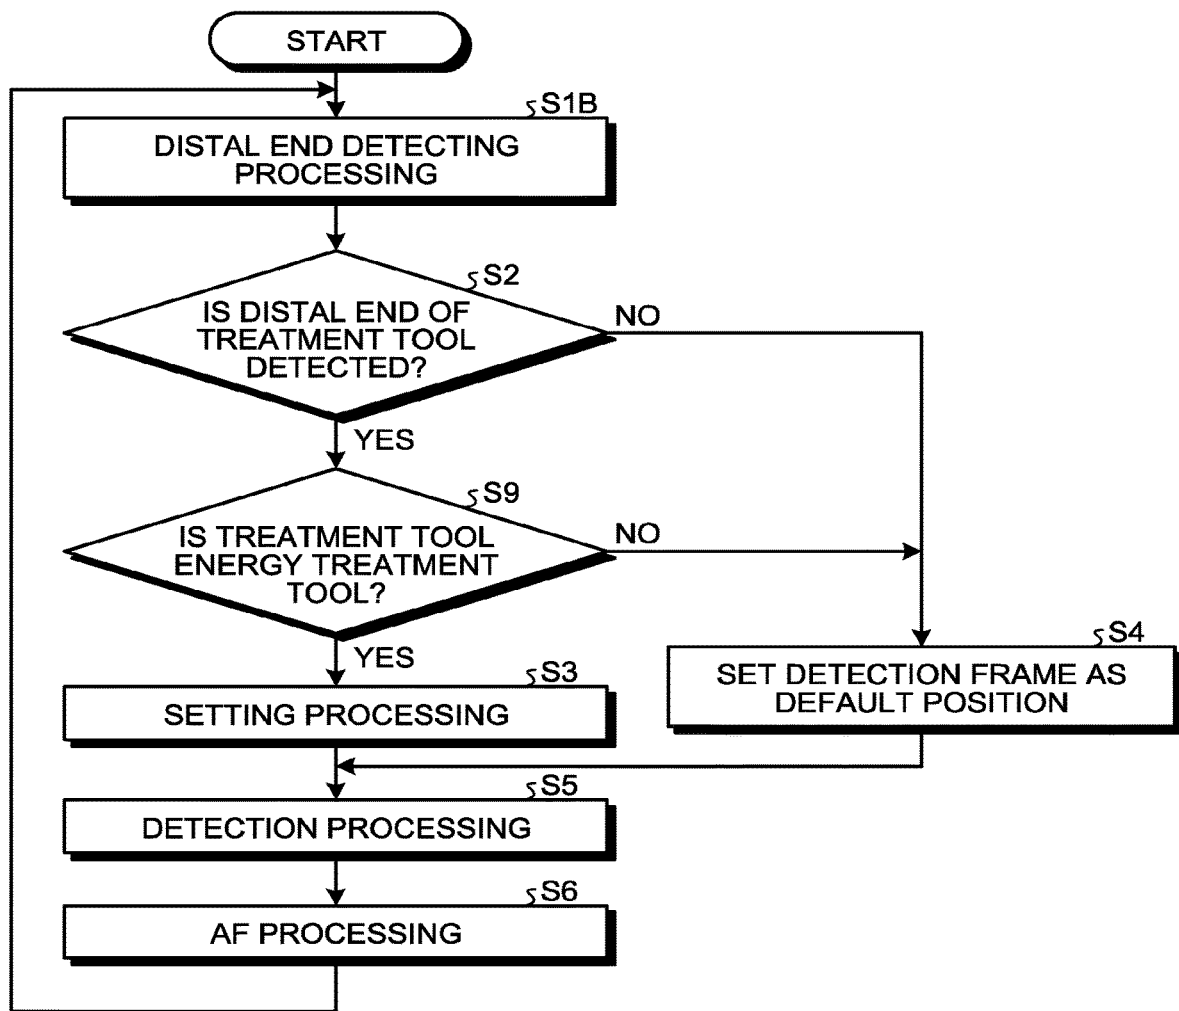 START
S1B
DISTAL END DETECTING
PROCESSING
S2
IS DISTAL END OF
TREATMENT TOOL
DETECTED?
NO
YES
S9
IS TREATMENT TOOL
ENERGY TREATMENT
TOOL?
NO
YES
S4
SET DETECTION FRAME AS
DEFAULT POSITION
S3
SETTING PROCESSING
S5
DETECTION PROCESSING
S6
AF PROCESSING